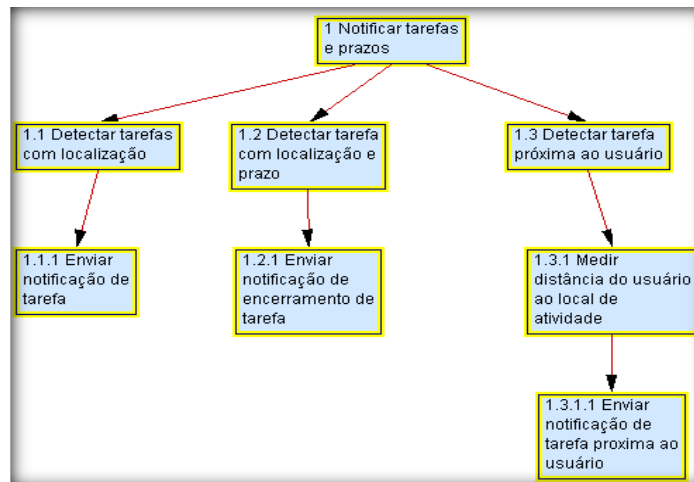 1 Notificar tarefas
e prazos
1.1 Detectar tarefas
com localização
1.2 Detectar tarefa
com localização e
prazo
1.3 Detectar tarefa
próxima ao usuário
1.1.1 Enviar
notificação de
tarefa
1.2.1 Enviar
notificação de
encerramento de
tarefa
1.3.1 Medir
distância do usuário
ao local de
atividade
1.3.1.1 Enviar
notificação de
tarefa proxima ao
usuário